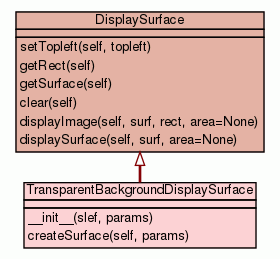 DisplaySurface
setTopleft(self, topleft)
getRect(self)
getSurface(self)
clear(self)
displayImage(self, surf, rect, area=None)
displaySurface(self, surf, area=None)
TransparentBackgroundDisplaySurface
__init__(slef, params)
createSurface(self, params)